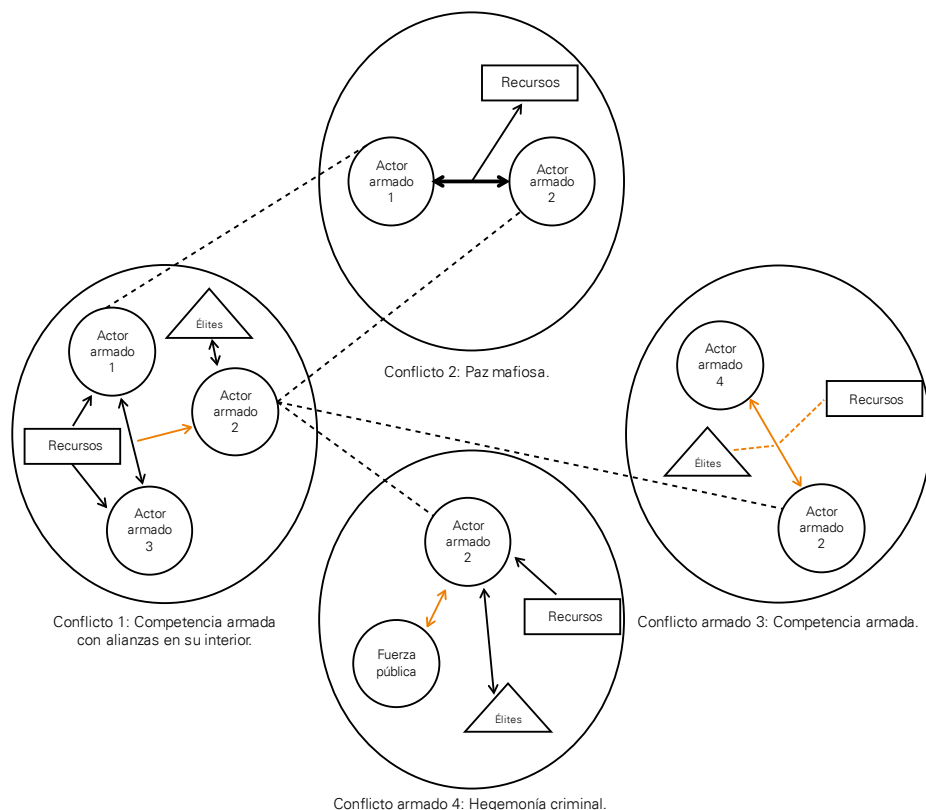 Recursos
Actor
armado
1
Actor
armado
2
Conflicto 2: Paz mafiosa.
Élites
Actor
armado
1
Actor
armado
2
Recursos
Actor
armado
3
Conflicto 1: Competencia armada
con alianzas en su interior.
Actor
armado
4
Recursos
Élites
Actor
armado
2
Conflicto armado 3: Competencia armada.
Actor
armado
2
Recursos
Fuerza
pública
Élites
Conflicto armado 4: Hegemonía criminal.